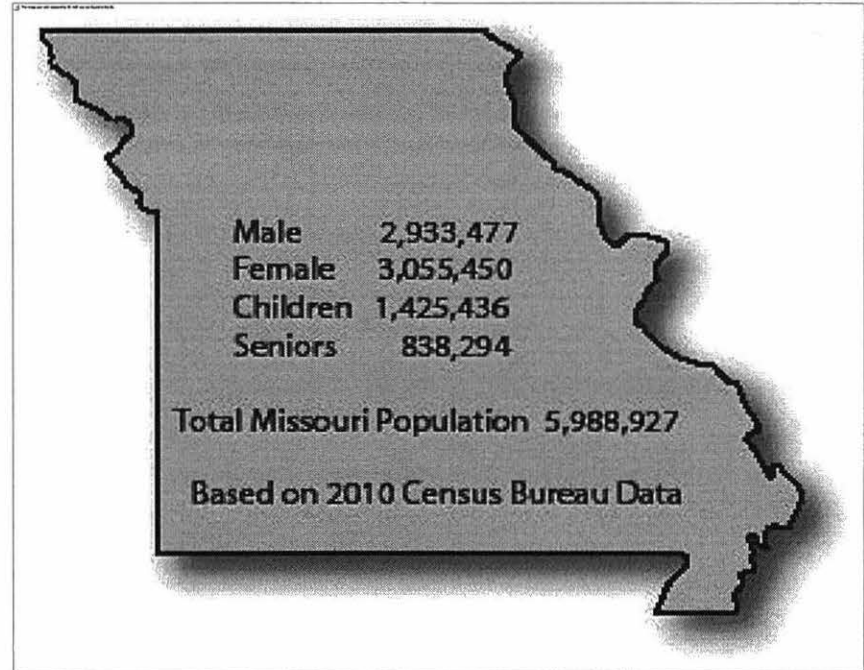 Male 2,933,477
Female 3,055,450
Children 1,425,436
Seniors 838,294
Total Missouri Population 5,988,927
Based on 2010 Census Bureau Data